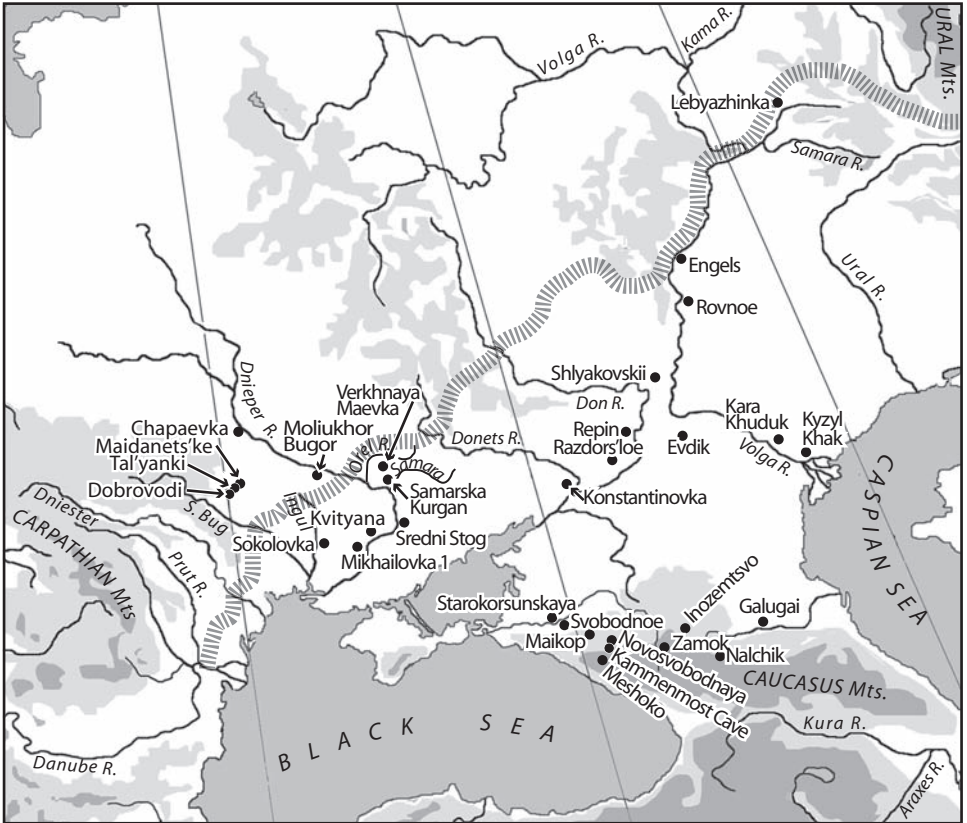 Volga R.
Kama R.
URAL Mts.
Lebyazhinka
Samara R.
Engels
Rovnoe
Ural R.
Dnieper R.
Verkhnaya
Maevka
Shlyakovskii
Don R.
Chapaevka
Maidanets'ke
Tal'yanki
Dobrovodi
Moliukhor
Bugor
Orel R.
Samara
Donets R.
Repin
Razdors'loe
Evdik
Kara
Khuduk
Volga R.
Kyzyl
Khak
Dniester
S. Bug
Ingul
Kvityana
Sokolovka
Mikhailovka 1
Samarska
Kurgan
Sredni Stog
Konstantinovka
CARPATHIAN Mts
Prut R.
CASPIAN SEA
Starokorsunskaya
Svobodnoe
Maikop
Inozemtsvo
Galugai
Zamok
Nalchik
Novosvobodnaya
Kammenmost Cave
Meshoko
CAUCASUS Mts.
BLACK SEA
Kura R.
Danube R.
Araxes R.